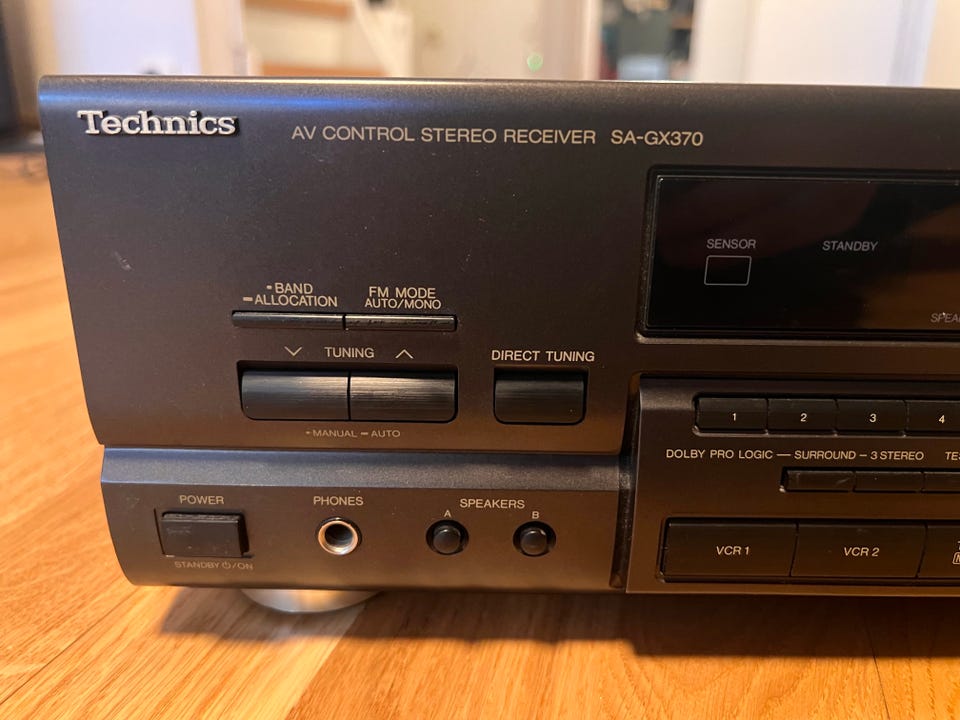 Technics
AV CONTROL STEREO RECEIVER SA-GX370
SENSOR
STANDBY
-BAND
—ALLOCATION
FM MODE
AUTO/MONO
TUNING
DIRECT TUNING
-MANUAL — AUTO
1
2
3
4
DOLBY PRO LOGIC — SURROUND — 3 STEREO
POWER
STANDBY ⏻/ON
PHONES
SPEAKERS
A
B
VCR 1
VCR 2